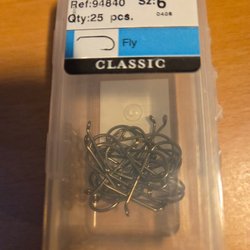 Ref:94840 Sz:6
0408
Qty:25 pcs.
Fly
CLASSIC